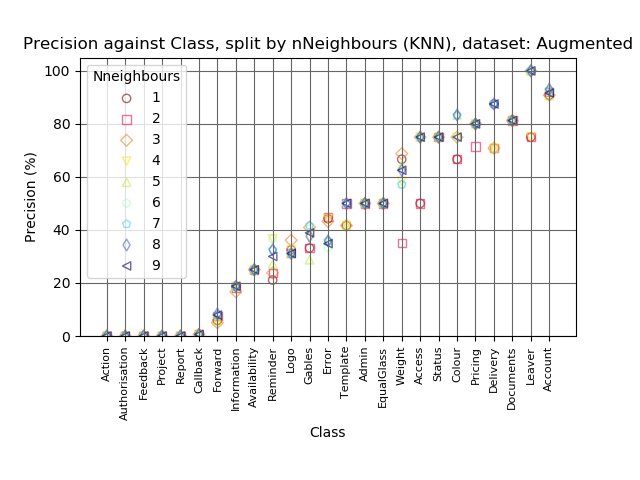 Precision against Class, split by nNeighbours (KNN), dataset: Augmented
Nneighbours
1
2
3
4
5
6
7
8
9
Precision (%)
100
80
60
40
20
0
Action
Authorisation
Feedback
Project
Report
Callback
Forward
Information
Availability
Reminder
Logo
Gables
Error
Template
Admin
EqualGlass
Weight
Access
Status
Colour
Pricing
Delivery
Documents
Leaver
Account
Class